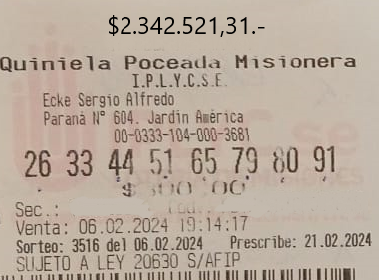 $2.342.521,31.-
Quiniela Poceada Misionera
I.P.L.Y.C.S.E.
Ecke Sergio Alfredo
Paraná N° 604. Jardín América
00-0333-104-000-3681
26 33 44 51 65 79 80 91
Sec.:
Venta: 06.02.2024 19:14:17
Sorteo: 3516 del 06.02.2024 Prescribe: 21.02.2024
SUJETO A LEY 20630 S/AFIP